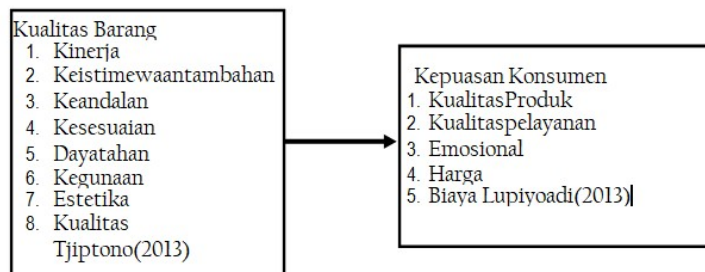 Kualitas Barang
1. Kinerja
2. Keistimewaantambahan
3. Keandalan
4. Kesesuaian
5. Dayatahan
6. Kegunaan
7. Estetika
8. Kualitas
Tjiptono(2013)
Kepuasan Konsumen
1. KualitasProduk
2. Kualitaspelayanan
3. Emosional
4. Harga
5. Biaya Lupiyoadi(2013)